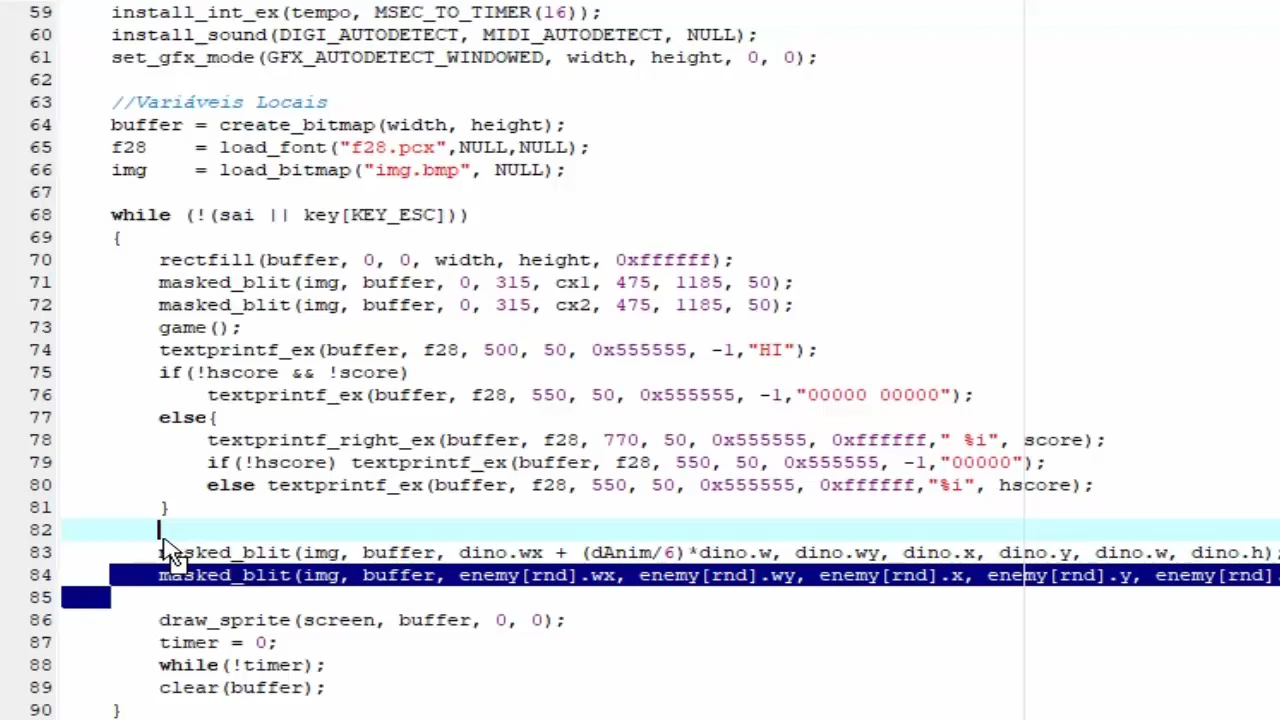 59 install_int_ex(tempo, MSEC_TO_TIMER(16));
60 install_sound(DIGI_AUTODETECT, MIDI_AUTODETECT, NULL);
61 set_gfx_mode(GFX_AUTODETECT_WINDOWED, width, height, 0, 0);
62
63 //Variáveis Locais
64 buffer = create_bitmap(width, height);
65 f28 = load_font("f28.pcx",NULL,NULL);
66 img = load_bitmap("img.bmp", NULL);
67
68 while (!(sai || key[KEY_ESC]))
69 {
70 rectfill(buffer, 0, 0, width, height, 0xffffff);
71 masked_blit(img, buffer, 0, 315, cx1, 475, 1185, 50);
72 masked_blit(img, buffer, 0, 315, cx2, 475, 1185, 50);
73 game();
74 textprintf_ex(buffer, f28, 500, 50, 0x555555, -1,"HI");
75 if(!hscore && !score)
76 textprintf_ex(buffer, f28, 550, 50, 0x555555, -1,"00000 00000");
77 else{
78 textprintf_right_ex(buffer, f28, 770, 50, 0x555555, 0xffffff," %i", score);
79 if(!hscore) textprintf_ex(buffer, f28, 550, 50, 0x555555, -1,"00000");
80 else textprintf_ex(buffer, f28, 550, 50, 0x555555, 0xffffff,"%i", hscore);
81 }
82
83 masked_blit(img, buffer, dino.wx + (dAnim/6)*dino.w, dino.wy, dino.x, dino.y, dino.w, dino.h);
84 masked_blit(img, buffer, enemy[rnd].wx, enemy[rnd].wy, enemy[rnd].x, enemy[rnd].y, enemy[rnd]
85
86 draw_sprite(screen, buffer, 0, 0);
87 timer = 0;
88 while(!timer);
89 clear(buffer);
90 }